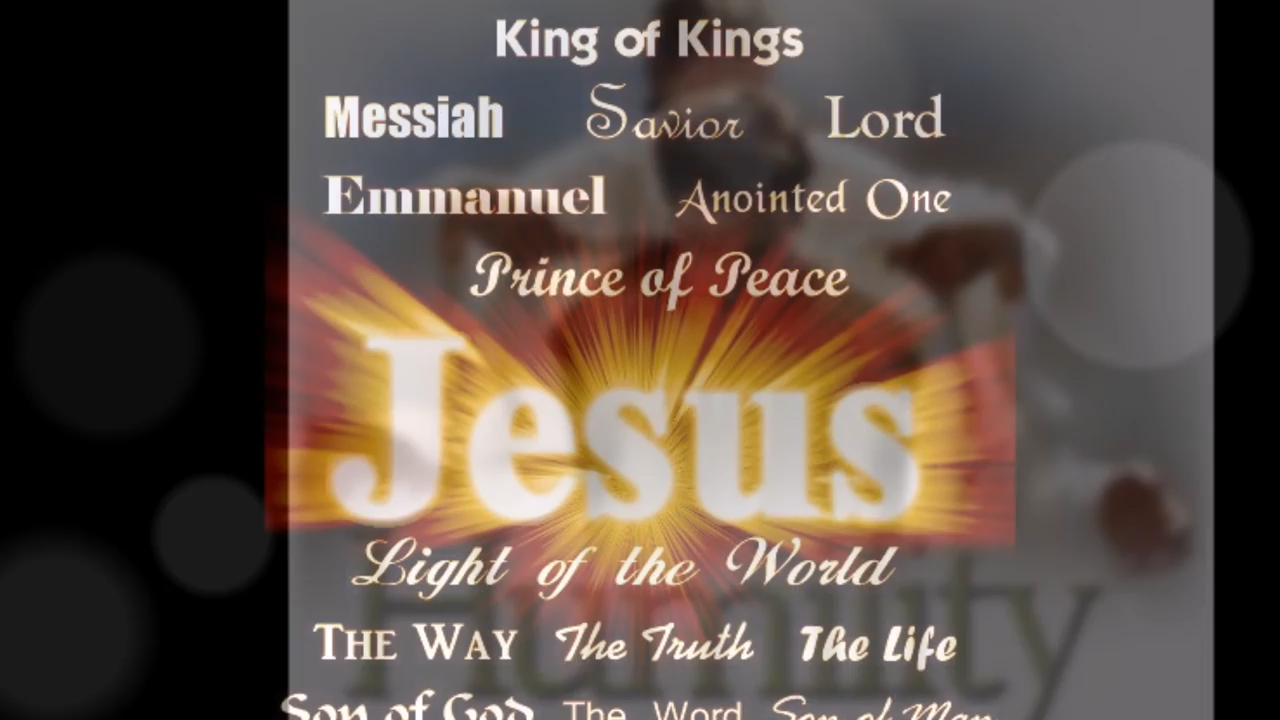 King of Kings
Messiah Savior Lord
Emmanuel Anointed One
Prince of Peace
Jesus
Light of the World
Humility
THE WAY The Truth The Life
Son of God The Word Son of Man